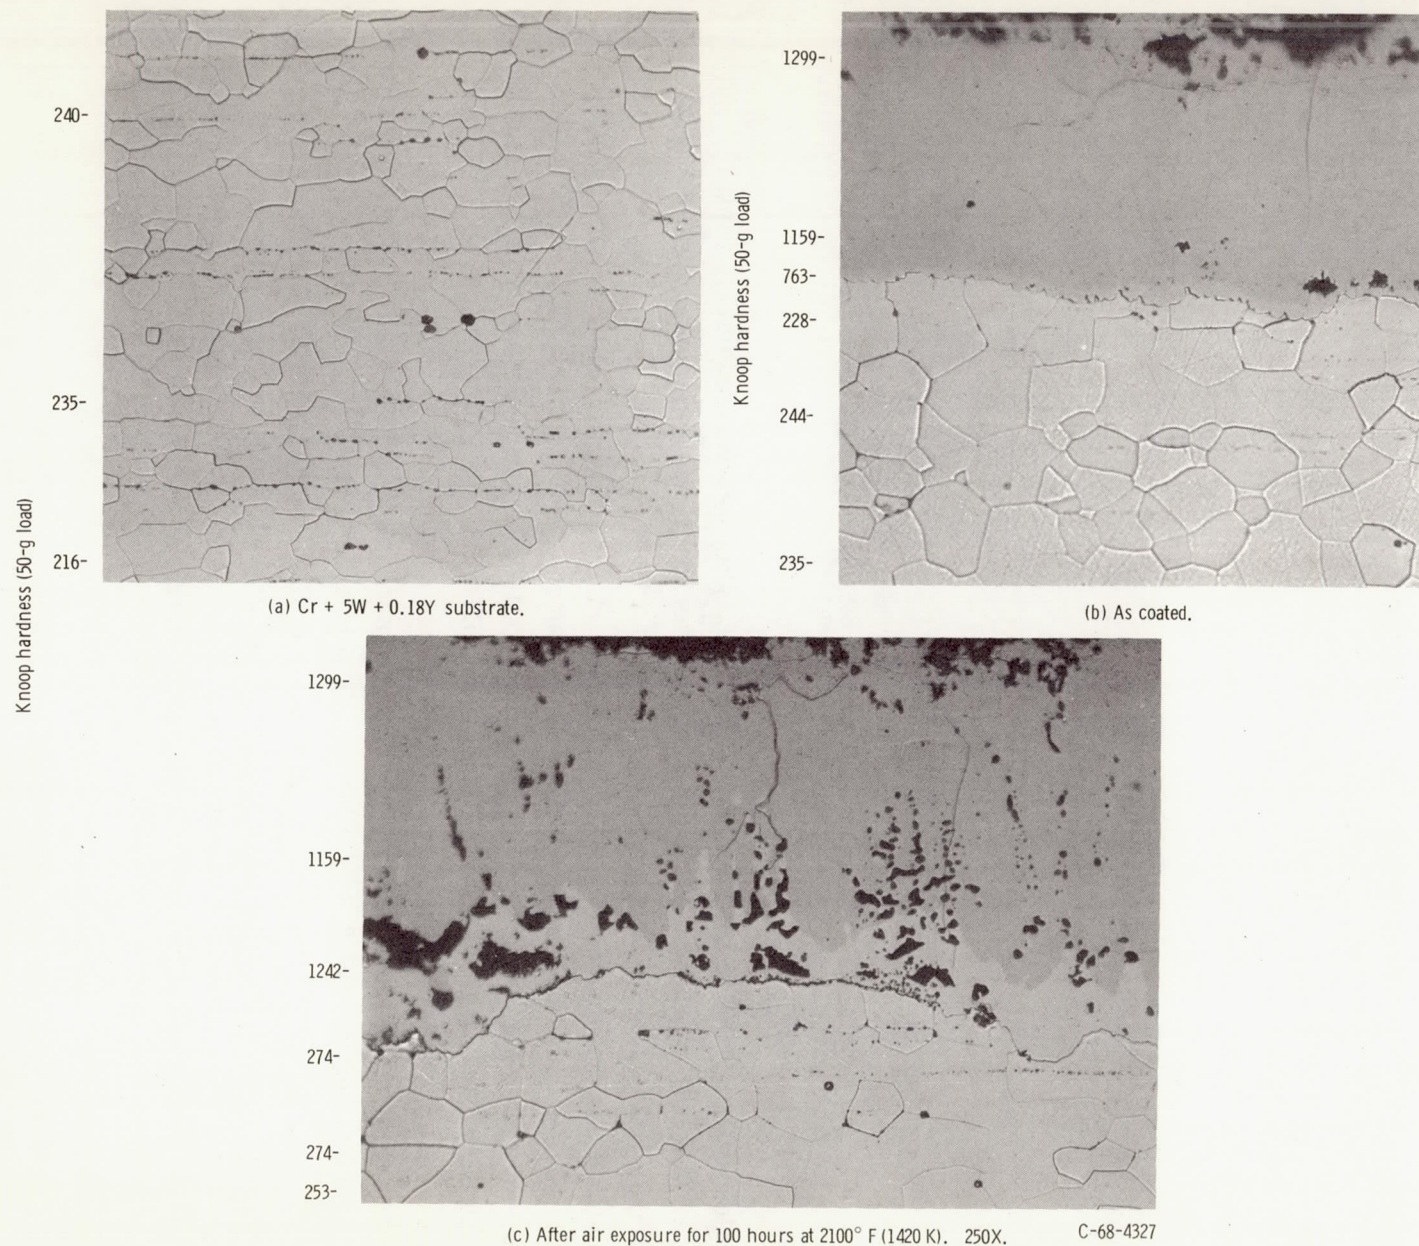 240-
235-
216-
Knoop hardness (50-g load)
(a) Cr + 5W + 0.18Y substrate.
1299-
1159-
763-
228-
244-
235-
Knoop hardness (50-g load)
(b) As coated.
1299-
1159-
1242-
274-
274-
253-
(c) After air exposure for 100 hours at 2100° F (1420 K). 250X.
C-68-4327